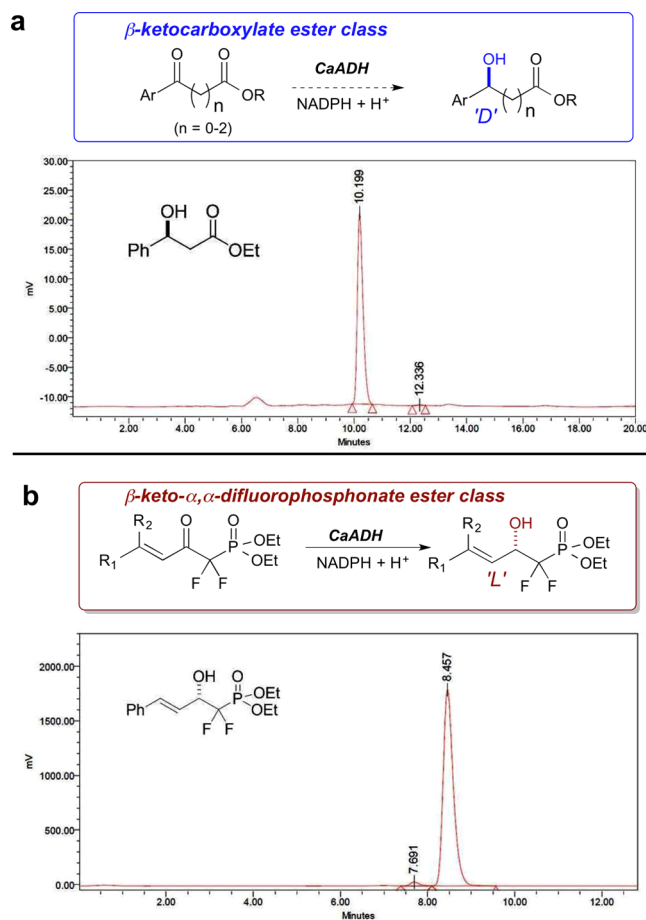 a
β-ketocarboxylate ester class
O O
Ar ( ) n OR
(n = 0-2)
CaADH
NADPH + H+
OH O
Ar ( ) n OR
'D'
30.00
25.00
20.00
15.00
10.00
5.00
0.00
-5.00
-10.00
mV
OH O
Ph OEt
10.199
12.336
2.00 4.00 6.00 8.00 10.00 12.00 14.00 16.00 18.00 20.00
Minutes
b
β-keto-α,α-difluorophosphonate ester class
R2 O O
R1 P OEt
OEt
F F
CaADH
NADPH + H+
R2 OH O
R1 P OEt
OEt
'L' F F
2000.00
1500.00
1000.00
500.00
0.00
mV
OH O
Ph P OEt
OEt
F F
7.691
8.457
2.00 4.00 6.00 8.00 10.00 12.00
Minutes